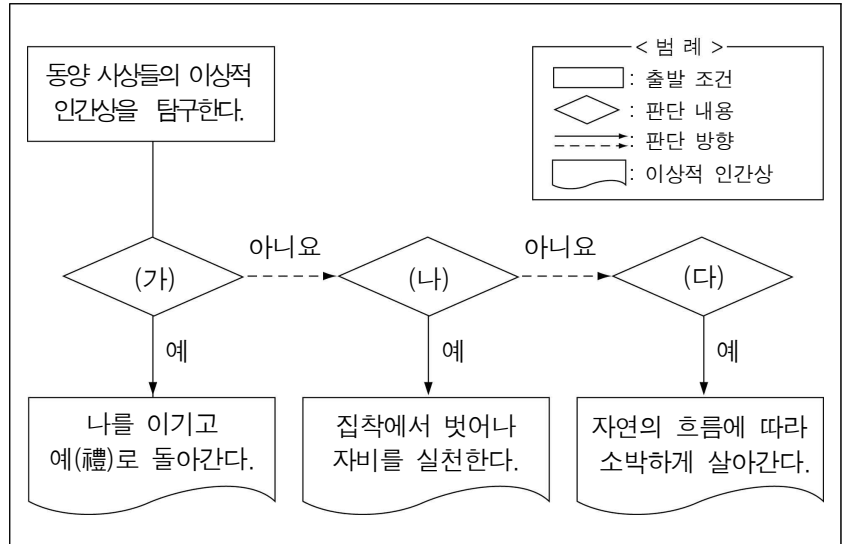 동양 사상들의 이상적
인간상을 탐구한다.
< 범 례 >
: 출발 조건
: 판단 내용
: 판단 방향
: 이상적 인간상
(가)
아니요
(나)
아니요
(다)
예
예
예
나를 이기고
예(禮)로 돌아간다.
집착에서 벗어나
자비를 실천한다.
자연의 흐름에 따라
소박하게 살아간다.